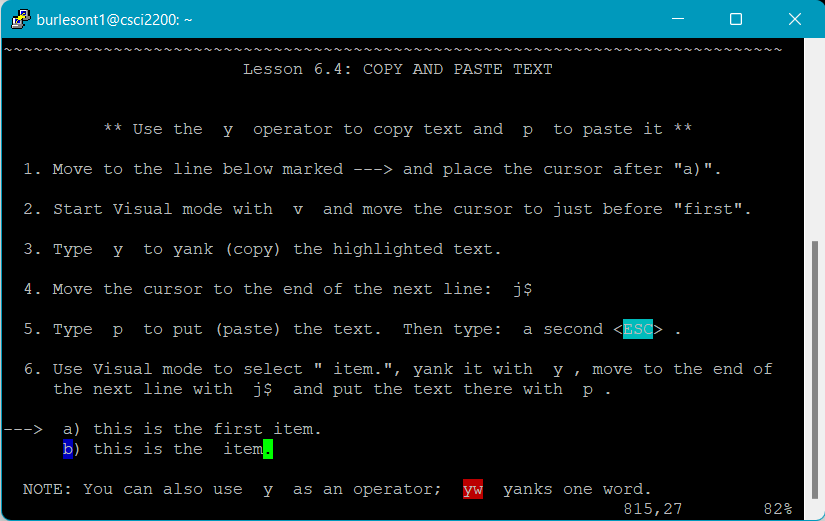 burlesont1@csci2200: ~
~~~~~~~~~~~~~~~~~~~~~~~~~~~~~~~~~~~~~~~~~~~~~~~~~~~~~~~~~~~~~~~~~~~~~~~~~~~~~~
Lesson 6.4: COPY AND PASTE TEXT
** Use the  y  operator to copy text and  p  to paste it **
1. Move to the line below marked ---> and place the cursor after "a)".
2. Start Visual mode with  v  and move the cursor to just before "first".
3. Type  y  to yank (copy) the highlighted text.
4. Move the cursor to the end of the next line:  j$
5. Type  p  to put (paste) the text.  Then type:  a second <ESC> .
6. Use Visual mode to select " item.", yank it with  y , move to the end of
the next line with  j$  and put the text there with  p .
--->  a) this is the first item.
b) this is the  item.
NOTE: You can also use  y  as an operator;  yw  yanks one word.
815,27        82%